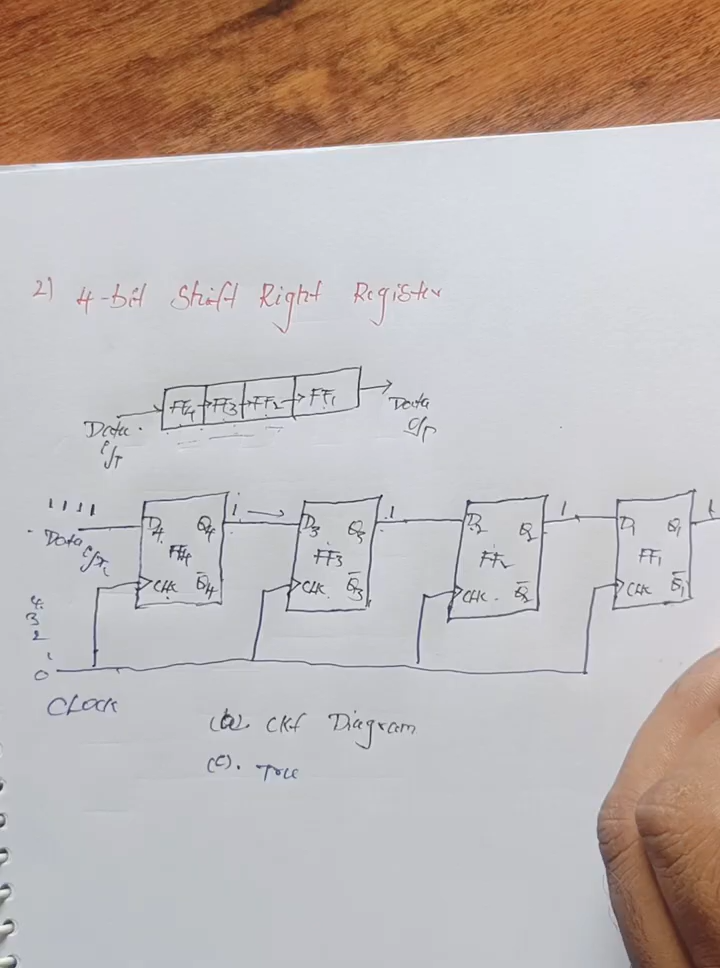 2) 4-bit Shift Right Register
FF4 FF3 FF2 FF1
Data
Data
1 1 1 1
1 1 1 1
D4 Q4 D3 Q3 D2 Q2 D1 Q1
Data
FF4 FF3 FF2 FF1
CLK Q̅4 CLK Q̅3 CLK Q̅2 CLK Q̅1
4
3
2
1
0
CLOCK
CKT Diagram
(C).